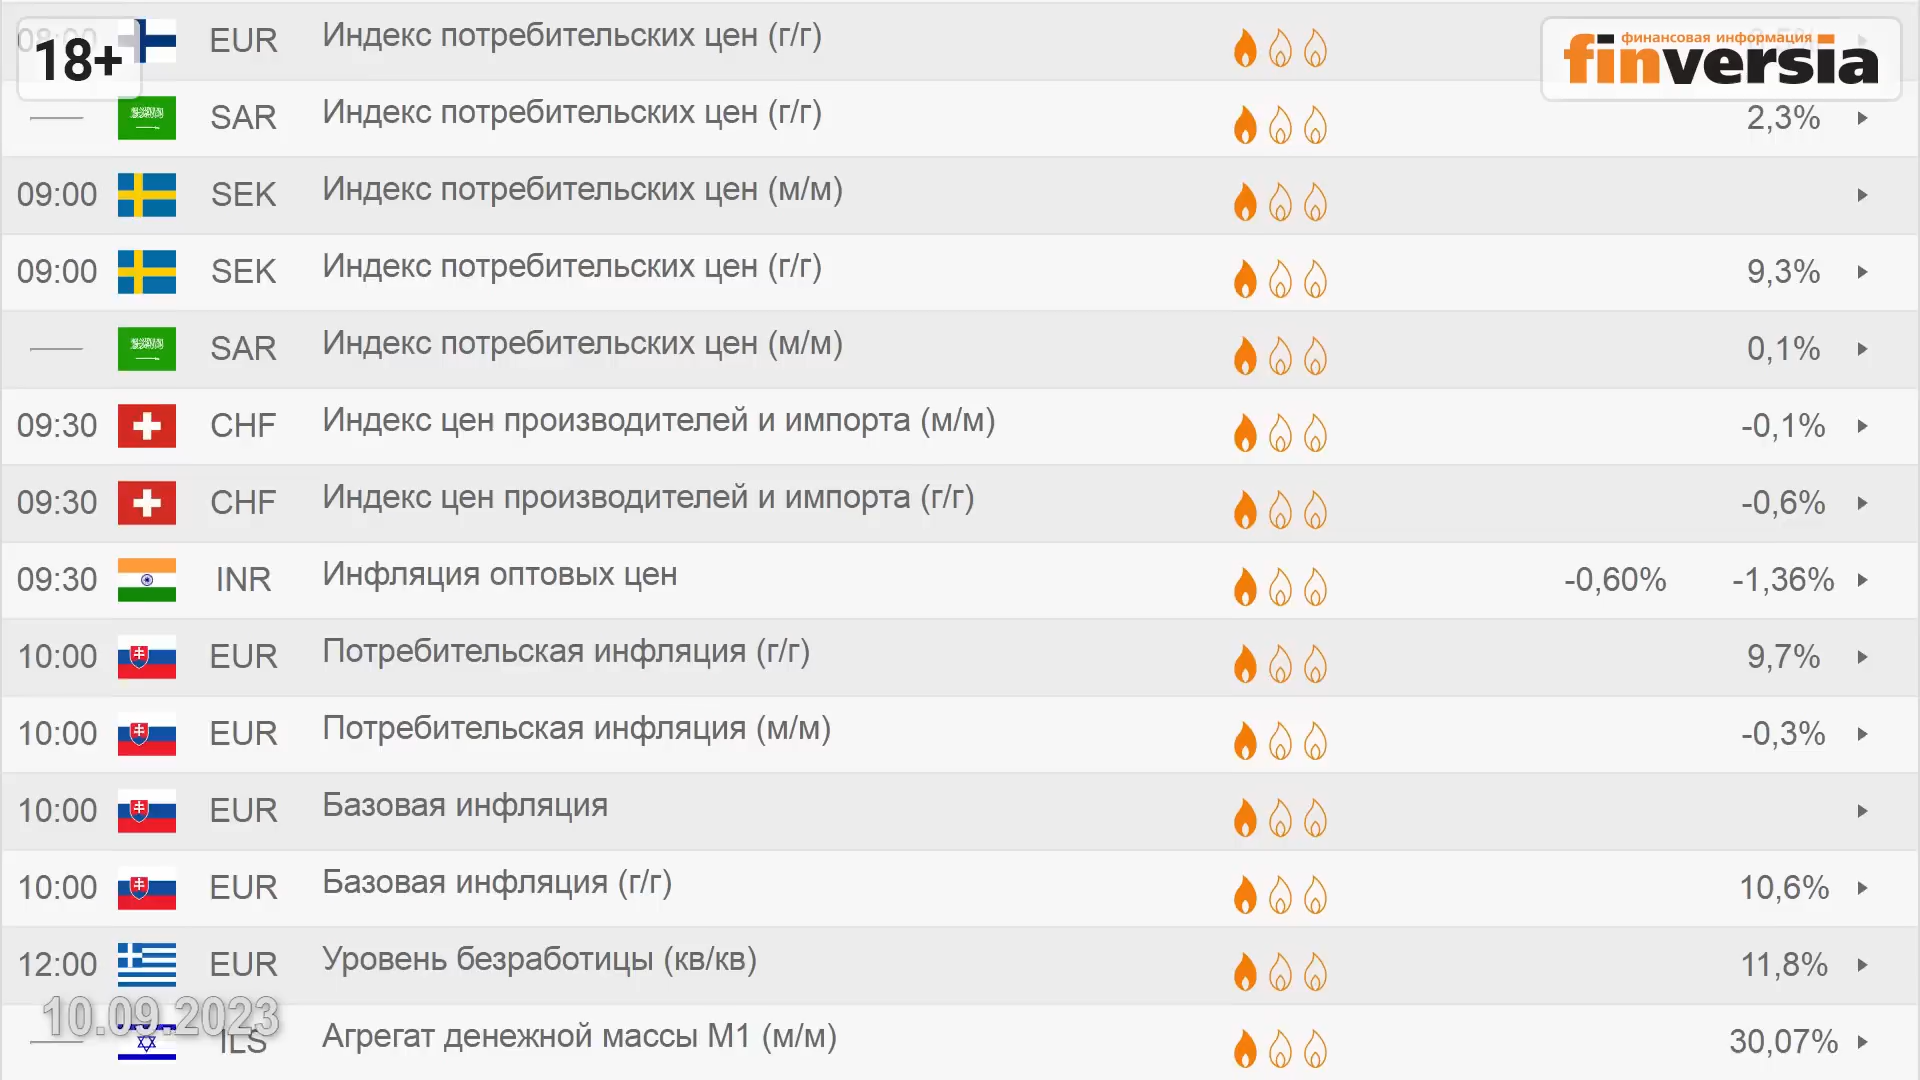 08:00 EUR Индекс потребительских цен (г/г)
18+
финансовая информация
finversia
SAR Индекс потребительских цен (г/г) 2,3%
09:00 SEK Индекс потребительских цен (м/м)
09:00 SEK Индекс потребительских цен (г/г) 9,3%
SAR Индекс потребительских цен (м/м) 0,1%
09:30 CHF Индекс цен производителей и импорта (м/м) -0,1%
09:30 CHF Индекс цен производителей и импорта (г/г) -0,6%
09:30 INR Инфляция оптовых цен -0,60% -1,36%
10:00 EUR Потребительская инфляция (г/г) 9,7%
10:00 EUR Потребительская инфляция (м/м) -0,3%
10:00 EUR Базовая инфляция
10:00 EUR Базовая инфляция (г/г) 10,6%
12:00 EUR Уровень безработицы (кв/кв) 11,8%
10.09.2023
ILS Агрегат денежной массы М1 (м/м) 30,07%